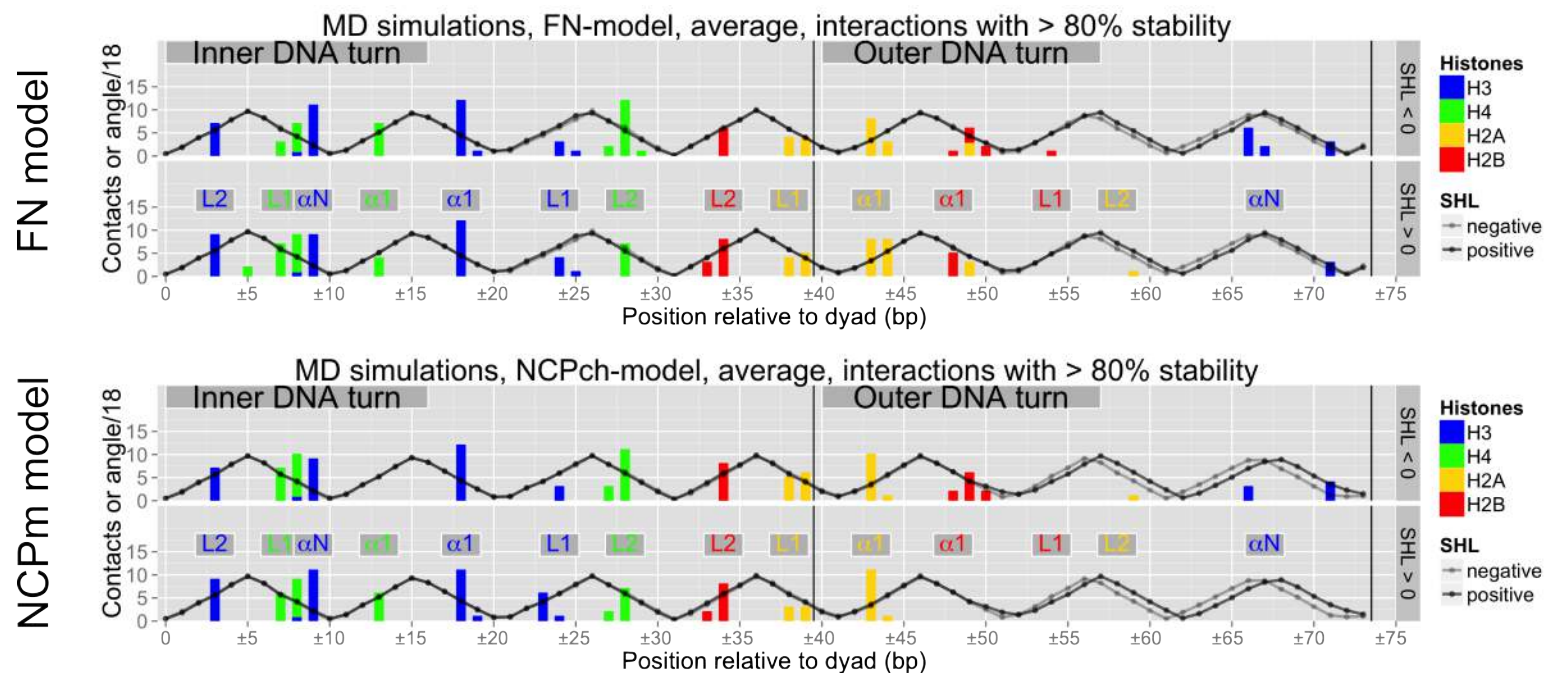 MD simulations, FN-model, average, interactions with > 80% stability
FN model
Contacts or angle/18
Inner DNA turn
Outer DNA turn
15
10
5
0
SHL < 0
L2
L1
αN
α1
α1
L1
L2
L2
L1
α1
α1
L1
L2
αN
15
10
5
0
SHL > 0
0
±5
±10
±15
±20
±25
±30
±35
±40
±45
±50
±55
±60
±65
±70
±75
Position relative to dyad (bp)
Histones
H3
H4
H2A
H2B
SHL
negative
positive
MD simulations, NCPch-model, average, interactions with > 80% stability
NCPm model
Contacts or angle/18
Inner DNA turn
Outer DNA turn
15
10
5
0
SHL < 0
L2
L1
αN
α1
α1
L1
L2
L2
L1
α1
α1
L1
L2
αN
15
10
5
0
SHL > 0
0
±5
±10
±15
±20
±25
±30
±35
±40
±45
±50
±55
±60
±65
±70
±75
Position relative to dyad (bp)
Histones
H3
H4
H2A
H2B
SHL
negative
positive